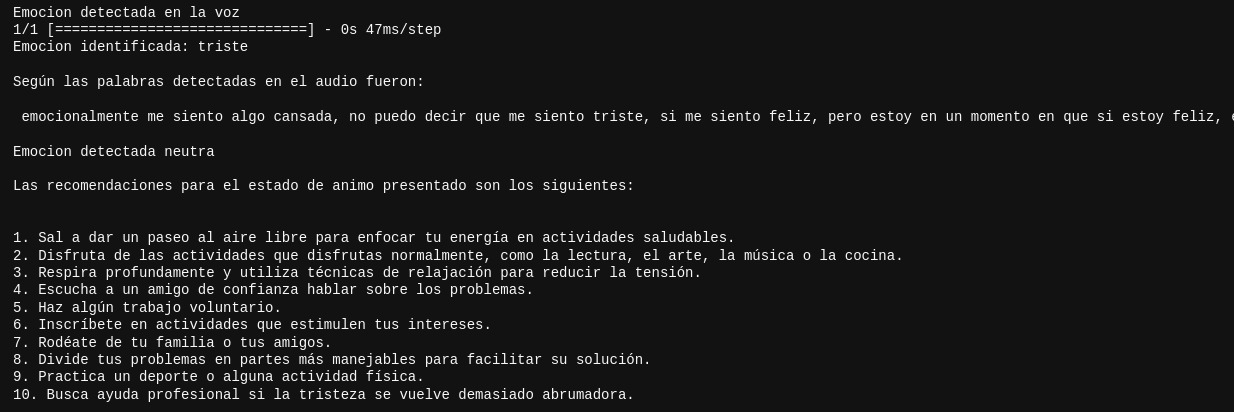 Emocion detectada en la voz
1/1 [==============================] - 0s 47ms/step
Emocion identificada: triste
Según las palabras detectadas en el audio fueron:
emocionalmente me siento algo cansada, no puedo decir que me siento triste, si me siento feliz, pero estoy en un momento en que si estoy feliz,
Emocion detectada neutra
Las recomendaciones para el estado de animo presentado son los siguientes:
1. Sal a dar un paseo al aire libre para enfocar tu energía en actividades saludables.
2. Disfruta de las actividades que disfrutas normalmente, como la lectura, el arte, la música o la cocina.
3. Respira profundamente y utiliza técnicas de relajación para reducir la tensión.
4. Escucha a un amigo de confianza hablar sobre los problemas.
5. Haz algún trabajo voluntario.
6. Inscríbete en actividades que estimulen tus intereses.
7. Rodéate de tu familia o tus amigos.
8. Divide tus problemas en partes más manejables para facilitar su solución.
9. Practica un deporte o alguna actividad física.
10. Busca ayuda profesional si la tristeza se vuelve demasiado abrumadora.